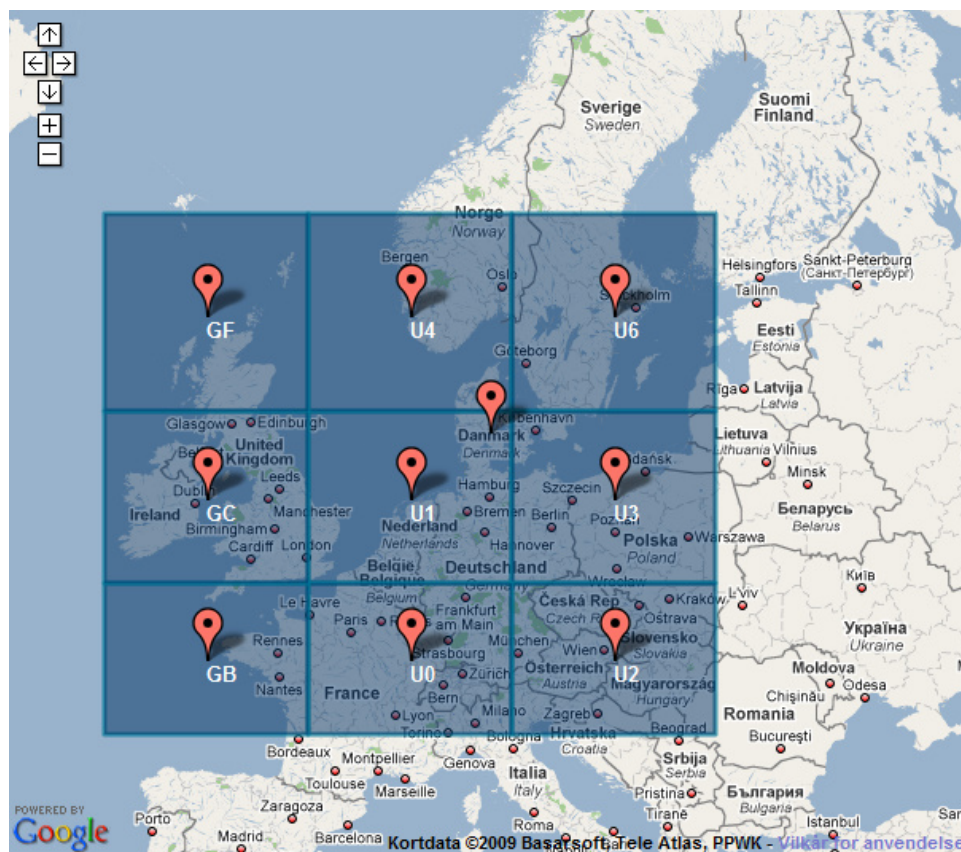 Sverige
Sweden
Suomi
Finland
Norge
Norway
Bergen
Oslo
Helsingfors
Sankt-Peterburg
(Санкт-Петербург)
Tallinn
Stockholm
GF
U4
U6
Eesti
Estonia
Göteborg
Rīga
Latvija
Latvia
Glasgow
Edinburgh
København
Danmark
Denmark
Lietuva
Lithuania
Vilnius
United
Kingdom
Minsk
Leeds
Dublin
Hamburg
Szczecin
Gdańsk
GC
U1
U3
Ireland
Manchester
Bremen
Беларусь
Belarus
Birmingham
Nederland
Netherlands
Berlin
Poznań
Hannover
Polska
Poland
Warszawa
Cardiff
London
België
Belgique
Belgium
Deutschland
Germany
Wrocław
Київ
Le Havre
Frankfurt
am Main
Česká Rep
Czech Rep
Kraków
L'viv
Ostrava
Paris
Україна
Ukraine
Rennes
München
Wien
Slovensko
Slovakia
Strasbourg
GB
U0
U2
Zürich
Österreich
Austria
Moldova
Nantes
France
Bern
Magyarország
Hungary
Chişinău
Odesa
Lyon
Milano
Zagreb
Romania
Torino
Beograd
Bordeaux
Bologna
Hrvatska
Croatia
Bucureşti
Montpellier
Genova
Srbija
Serbia
Toulouse
Marseille
Italia
Italy
Pristina
България
Bulgaria
Porto
Zaragoza
Roma
Tiranë
Istanbul
San
Madrid
Barcelona
POWERED BY
Google
Kortdata ©2009 Basarsoft, Tele Atlas, PPWK - Vilkår for anvendelse